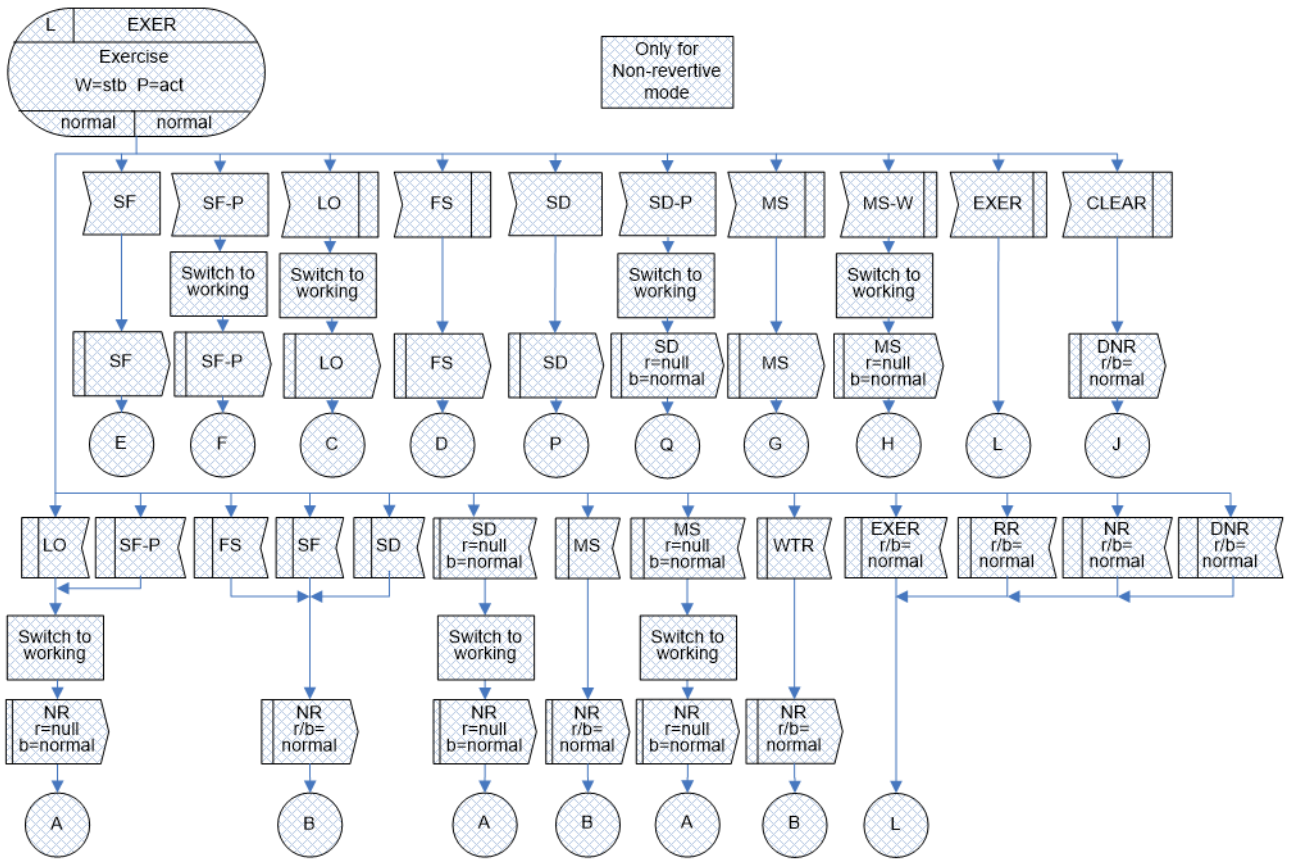 L EXER
Exercise
W=stb P=act
normal normal
Only for
Non-revertive
mode
SF SF-P LO FS SD SD-P MS MS-W EXER CLEAR
Switch to
working
Switch to
working
Switch to
working
Switch to
working
SF
SF-P
LO
FS
SD
SD
r=null
b=normal
MS
MS
r=null
b=normal
DNR
r/b=
normal
E F C D P Q G H L J
LO
SF-P
FS
SF
SD
SD
r=null
b=normal
MS
MS
r=null
b=normal
WTR
EXER
r/b=
normal
RR
r/b=
normal
NR
r/b=
normal
DNR
r/b=
normal
Switch to
working
Switch to
working
Switch to
working
NR
r=null
b=normal
NR
r/b=
normal
NR
r=null
b=normal
NR
r/b=
normal
NR
r=null
b=normal
NR
r/b=
normal
A B A B A B L